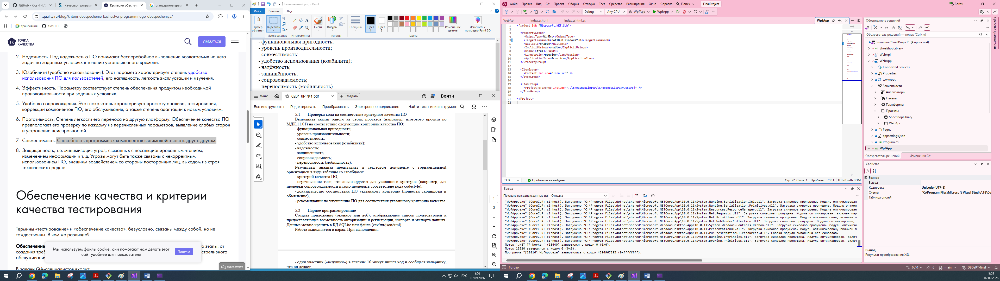 GitHub - KlosHiHi/D
Качество програм
Критерии обеспеч
стандартное врем
tquality.ru/blog/kriterii-obespechenie-kachestva-programmnogo-obespecheniya/
трансляция
KlosHiHi
ТК
ТОЧКА
КАЧЕСТВА
СВЯЗАТЬСЯ
2. Надежность. Под надежностью ПО понимают бесперебойное выполнение возлагаемых на него
задач на заданных условиях в течение установленного времени.
3. Юзабилити (удобство использования). Этот параметр характеризует степень удобства
использования ПО для пользователей, его наглядность, легкость эксплуатации и изучения.
4. Эффективность. Параметру соответствует степень обеспечения продуктом необходимой
производительности при заданных условиях.
5. Удобство сопровождения. Этот показатель характеризует простоту анализа, тестирования,
коррекции компонентов ПО, его обслуживания, а также степень адаптации к новым условиям.
6. Портативность. Степень легкости его переноса на другую платформу. Обеспечение качества ПО
предполагает его проверку по каждому из перечисленных параметров, выявление слабых сторон
и устранение неисправностей.
7. Совместимость. Способность программных компонентов взаимодействовать друг с другом.
8. Защищенность, т.е. минимизация угроз, связанных с несанкционированным чтением,
изменением информации и т. д. Угрозы могут быть также связаны с некорректным
использованием ПО, внешним воздействием со стороны посторонних лиц, выходом из строя
технических средств.
Обеспечение качества и критерии
качества тестирования
Термины «тестирование» и «обеспечение качества», безусловно, связаны между собой, но не
тождественны. В чем же различие?
Обеспечение
о этапы: от
создания треб
стрелизного
обслуживания
Мы используем файлы cookie, они помогают нам делать этот
сайт удобнее для пользователя
Понятно
Задать вопрос
В задачи QA-специалистов входит:
Безымянный.png - Paint
Файл
Главная
Вид
Буфер
обмена
Выделить
Изображение
Инструменты
Кисти
Фигуры
Фигуры
Толщина
Цвет
1
Цвет
2
Цвета
Изменение
цветов
Изменить с
помощью Paint 3D
- функциональная пригодность;
- уровень производительности;
- совместимость;
- удобство использования (юзабилити);
- надёжность;
- защищённость;
- сопровождаемость;
- переносимость (мобильность).
Меню
0201 ЛР №1.pdf
Создать
Войти
Все инструменты
Редактировать
Преобразовать
Электронное подписание
Найти текст или инструмент
5.1 Проверка кода на соответствие критериям качества ПО
Выполнить анализ одного из своих проектов (например, итогового проекта по
МДК.11.01) на соответствие следующим критериям качества ПО:
- функциональная пригодность;
- уровень производительности;
- совместимость;
- удобство использования (юзабилити);
- надёжность;
- защищённость;
- сопровождаемость;
- переносимость (мобильность).
Результаты анализа представить в текстовом документе с горизонтальной
ориентацией в виде таблицы со столбцами:
- критерий качества ПО,
- перечисление того, что анализируется для указанного критерия (например, для
проверки сопровождаемости нужно проверять соответствие кода codestyle),
- доказательство соответствия ПО указанному критерию (привести скриншоты и
объяснение),
- рекомендации по улучшению ПО для соответствия указанному критерию качества.
5.2 Парное программирование
Создать приложение (оконное или веб), отображающее список пользователей и
предоставляющее возможность авторизации и регистрации, импорта и экспорта данных.
Данные можно хранить в БД SQLite или файле (csv/txt/json/xml).
Работа выполняется в парах. При выполнении:
- один участник («ведущий») в течение 10 минут пишет код и сообщает напарнику,
что он делает,
1
3
РУС
9:53
07.09.2026
Файл Правка Вид Git Проект Сборка Отладка Тест Средства Расширения Окно Справка Поиск FinalProject
Войти
Debug Any CPU WpfApp WpfApp
WebApi Index.cshtml Index.cshtml.cs WpfApp
1 <Project Sdk="Microsoft.NET.Sdk">
2
3 <PropertyGroup>
4 <OutputType>WinExe</OutputType>
5 <TargetFramework>net10.0-windows7.0</TargetFramework>
6 <Nullable>enable</Nullable>
7 <ImplicitUsings>enable</ImplicitUsings>
8 <UseWPF>true</UseWPF>
9 <LangVersion>preview</LangVersion>
10 <ApplicationIcon>Icon.ico</ApplicationIcon>
11 </PropertyGroup>
12
13 <ItemGroup>
14 <Content Include="Icon.ico" />
15 </ItemGroup>
16
17 <ItemGroup>
18 <ProjectReference Include="..\ShoeShopLibrary\ShoeShopLibrary.csproj" />
19 </ItemGroup>
20
21 </Project>
22
83 % Проблемы не найдены. Стр: 22, Симв: 1 Пробелы CRLF UTF-8 with BOM
Вывод
Показать выходные данные из: Отладка
"WpfApp.exe" (CoreCLR: clrhost). Загружено "C:\Program Files\dotnet\shared\Microsoft.NETCore.App\10.0.11\System.Runtime.Serialization.Xml.dll". Загрузка символов пропущена. Модуль оптимизирован
"WpfApp.exe" (CoreCLR: clrhost). Загружено "C:\Program Files\dotnet\shared\Microsoft.NETCore.App\10.0.11\System.Runtime.Serialization.Primitives.dll". Загрузка символов пропущена. Модуль оптими
"WpfApp.exe" (CoreCLR: clrhost). Загружено "C:\Program Files\dotnet\shared\Microsoft.NETCore.App\10.0.11\System.Resources.ResourceManager.dll". Загрузка символов пропущена. Модуль оптимизирован
"WpfApp.exe" (CoreCLR: clrhost). Загружено "C:\Program Files\dotnet\shared\Microsoft.NETCore.App\10.0.11\System.Net.Requests.dll". Загрузка символов пропущена. Модуль оптимизирован, включен пар
"WpfApp.exe" (CoreCLR: clrhost). Загружено "C:\Program Files\dotnet\shared\Microsoft.NETCore.App\10.0.11\System.Net.Primitives.dll". Загрузка символов пропущена. Модуль оптимизирован, включен п
"WpfApp.exe" (CoreCLR: clrhost). Загружено "C:\Program Files\dotnet\shared\Microsoft.NETCore.App\10.0.11\System.Net.WebHeaderCollection.dll". Загрузка символов пропущена. Модуль оптимизирован,
"WpfApp.exe" (CoreCLR: clrhost). Загружено "C:\Program Files\dotnet\shared\Microsoft.WindowsDesktop.App\10.0.11\System.Windows.Controls.Ribbon.dll". Загрузка символов пропущена. Модуль оптимизи
"WpfApp.exe" (CoreCLR: clrhost). Загружено "C:\Program Files\dotnet\shared\Microsoft.WindowsDesktop.App\10.0.11\PresentationUI.dll". Загрузка символов пропущена. Модуль оптимизирован, включен п
"WpfApp.exe" (CoreCLR: clrhost). Загружено "C:\Program Files\dotnet\shared\Microsoft.WindowsDesktop.App\10.0.11\ru\PresentationUI.resources.dll". Сборка модуля выполнена без символов.
"WpfApp.exe" (CoreCLR: clrhost). Загружено "C:\Program Files\dotnet\shared\Microsoft.NETCore.App\10.0.11\System.Runtime.Intrinsics.dll". Загрузка символов пропущена. Модуль оптимизирован, включ
"WpfApp.exe" (CoreCLR: clrhost). Загружено "C:\Program Files\dotnet\shared\Microsoft.NETCore.App\10.0.11\System.Drawing.Primitives.dll". Загрузка символов пропущена. Модуль оптимизирован, включ
Поток '.NET TP Worker' (15440) завершился с кодом 0 (0x0).
Поток 13520 завершился с кодом 0 (0x0).
Программа "[10216] WpfApp.exe" завершилась с кодом 4294967295 (0xffffffff).
Обозреватель решений
Обозреватель решений — поиск (Ctrl+ж)
Решение "FinalProject" (4 проекта 4)
ShoeShopLibrary
WebApi
WebApp
Connected Services
Properties
wwwroot
Зависимости
Анализаторы
Пакеты
Платформы
Проекты
ShoeShopLibrary
WebApi
Pages
appsettings.json
C# Program.cs
WpfApp
Обозреватель решений Изменения Git
Средства диагностики
Свойства
Разное
Вывод
Кодировка Unicode (UTF-8)
Схемы "C:\Program Files\Microsoft Visual Studio\18\Co
Таблица стилей
Вывод
Результат преобразования XSL.
Готово
0 / 0 6 main DBDaPT-final
9:53
07.09.2026